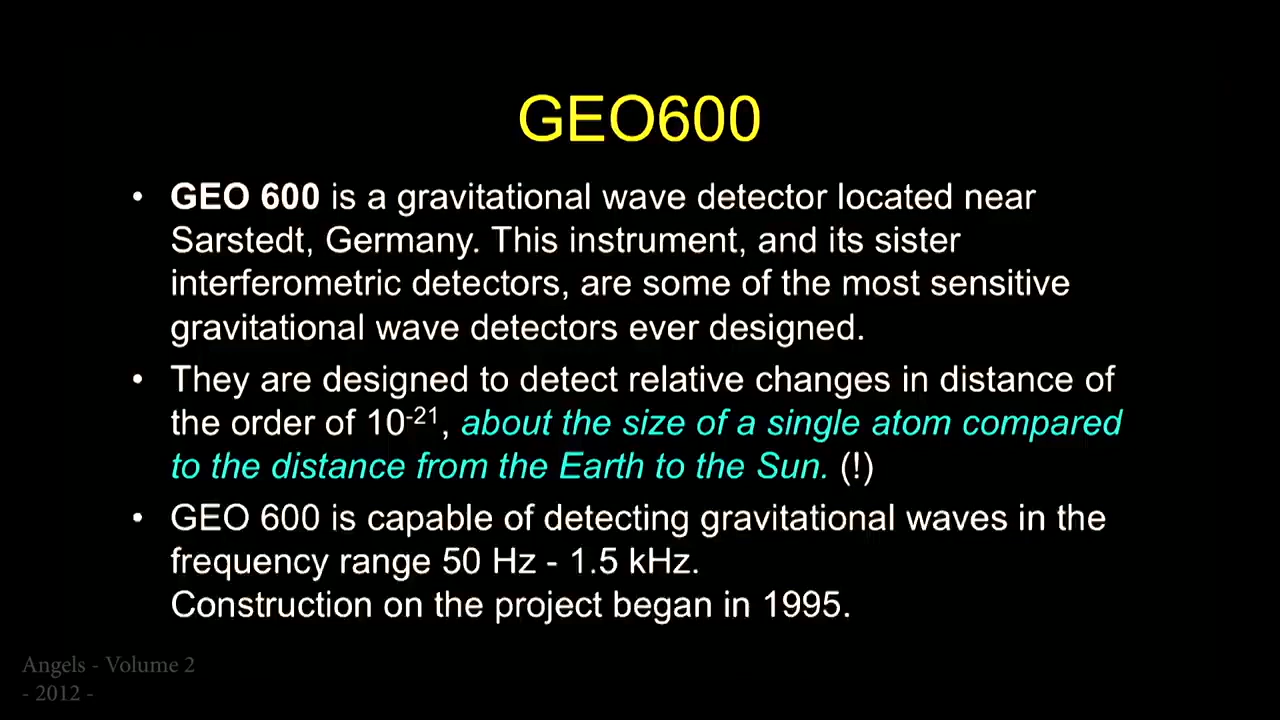 GEO600
• GEO 600 is a gravitational wave detector located near
Sarstedt, Germany. This instrument, and its sister
interferometric detectors, are some of the most sensitive
gravitational wave detectors ever designed.
• They are designed to detect relative changes in distance of
the order of 10⁻²¹, about the size of a single atom compared
to the distance from the Earth to the Sun. (!)
• GEO 600 is capable of detecting gravitational waves in the
frequency range 50 Hz - 1.5 kHz.
Construction on the project began in 1995.
Angels - Volume 2
- 2012 -